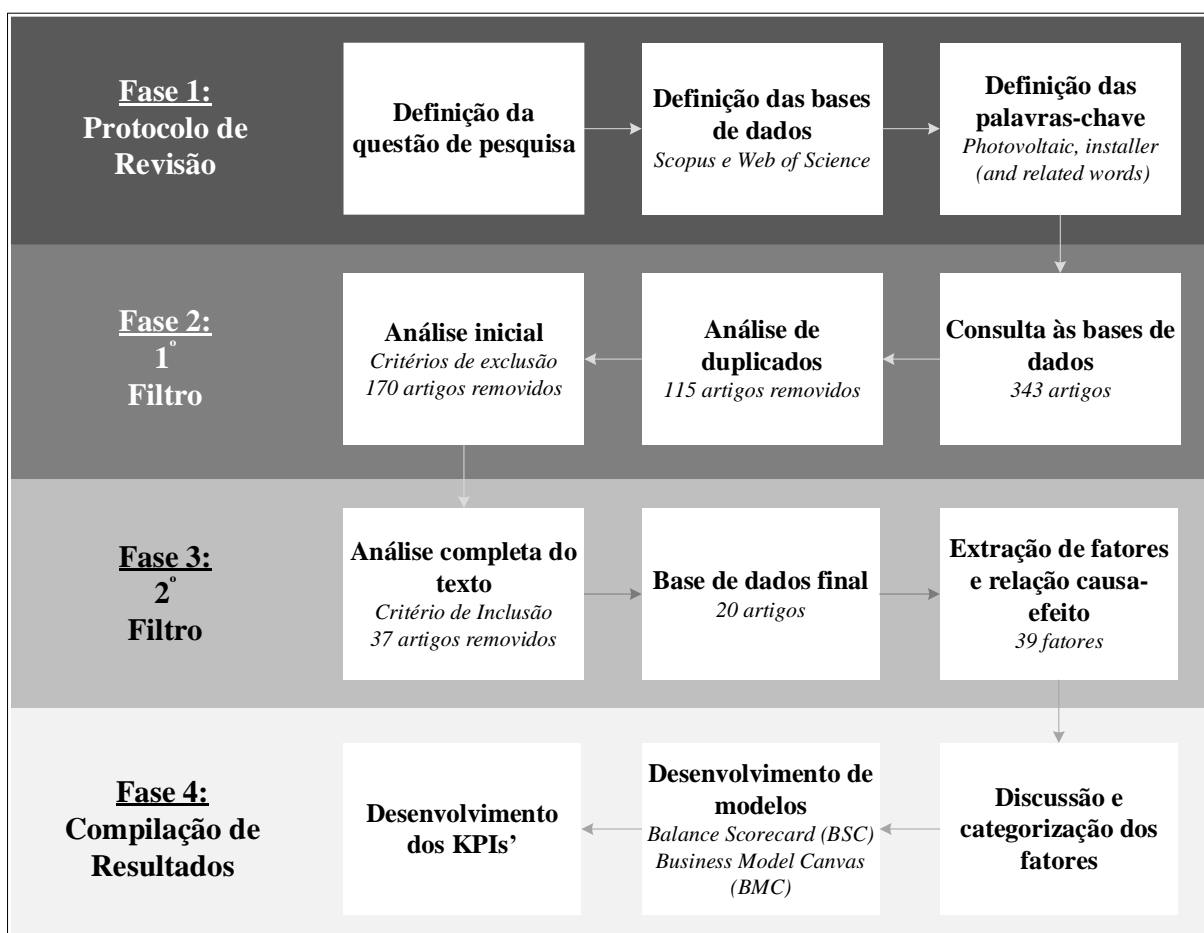 Fase 1:
Protocolo de
Revisão
Definição da
questão de pesquisa
Definição das bases
de dados
Scopus e Web of Science
Definição das
palavras-chave
Photovoltaic, installer
(and related words)
Fase 2:
1º
Filtro
Análise inicial
Critérios de exclusão
170 artigos removidos
Análise de
duplicados
115 artigos removidos
Consulta às bases de
dados
343 artigos
Fase 3:
2º
Filtro
Análise completa do
texto
Critério de Inclusão
37 artigos removidos
Base de dados final
20 artigos
Extração de fatores
e relação causa-
efeito
39 fatores
Fase 4:
Compilação de
Resultados
Desenvolvimento
dos KPIs’
Desenvolvimento de
modelos
Balance Scorecard (BSC)
Business Model Canvas
(BMC)
Discussão e
categorização dos
fatores